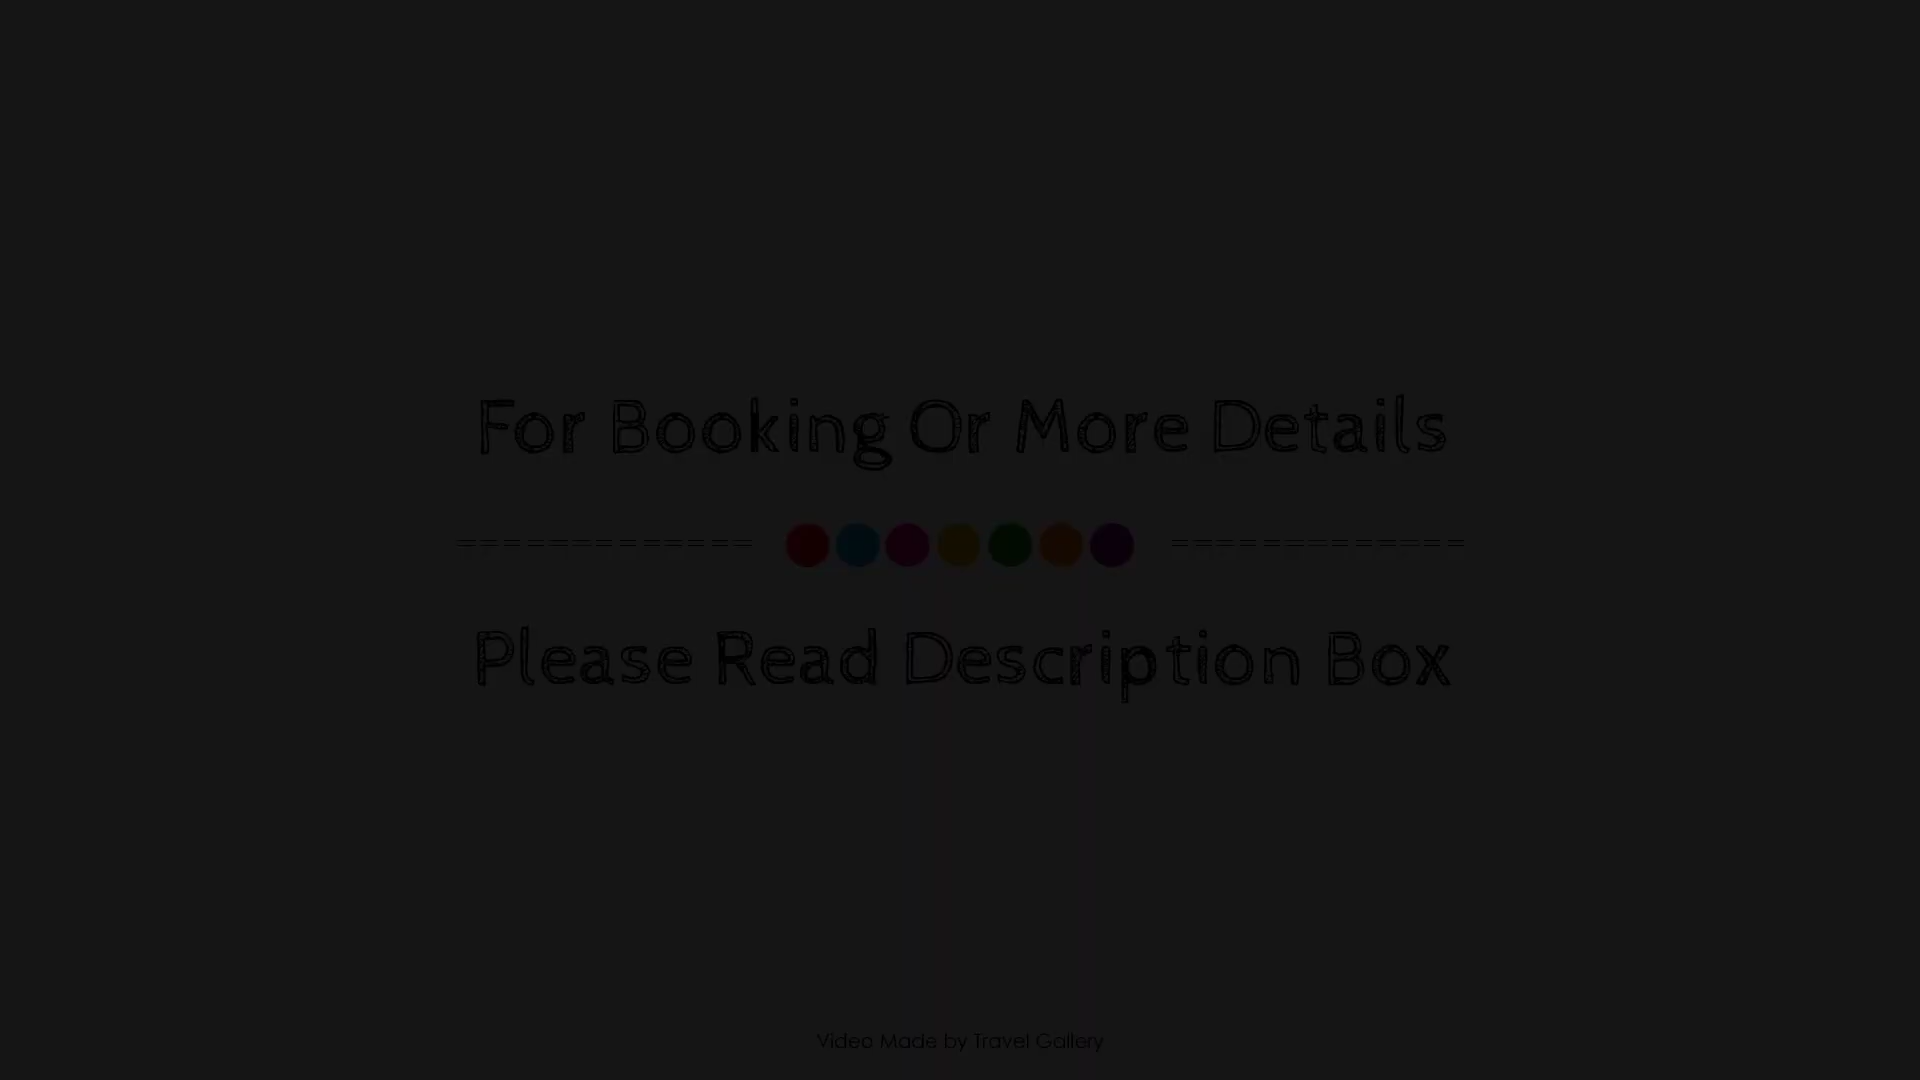 For Booking Or More Details
============= =============
Please Read Description Box
Video Made by Travel Gallery